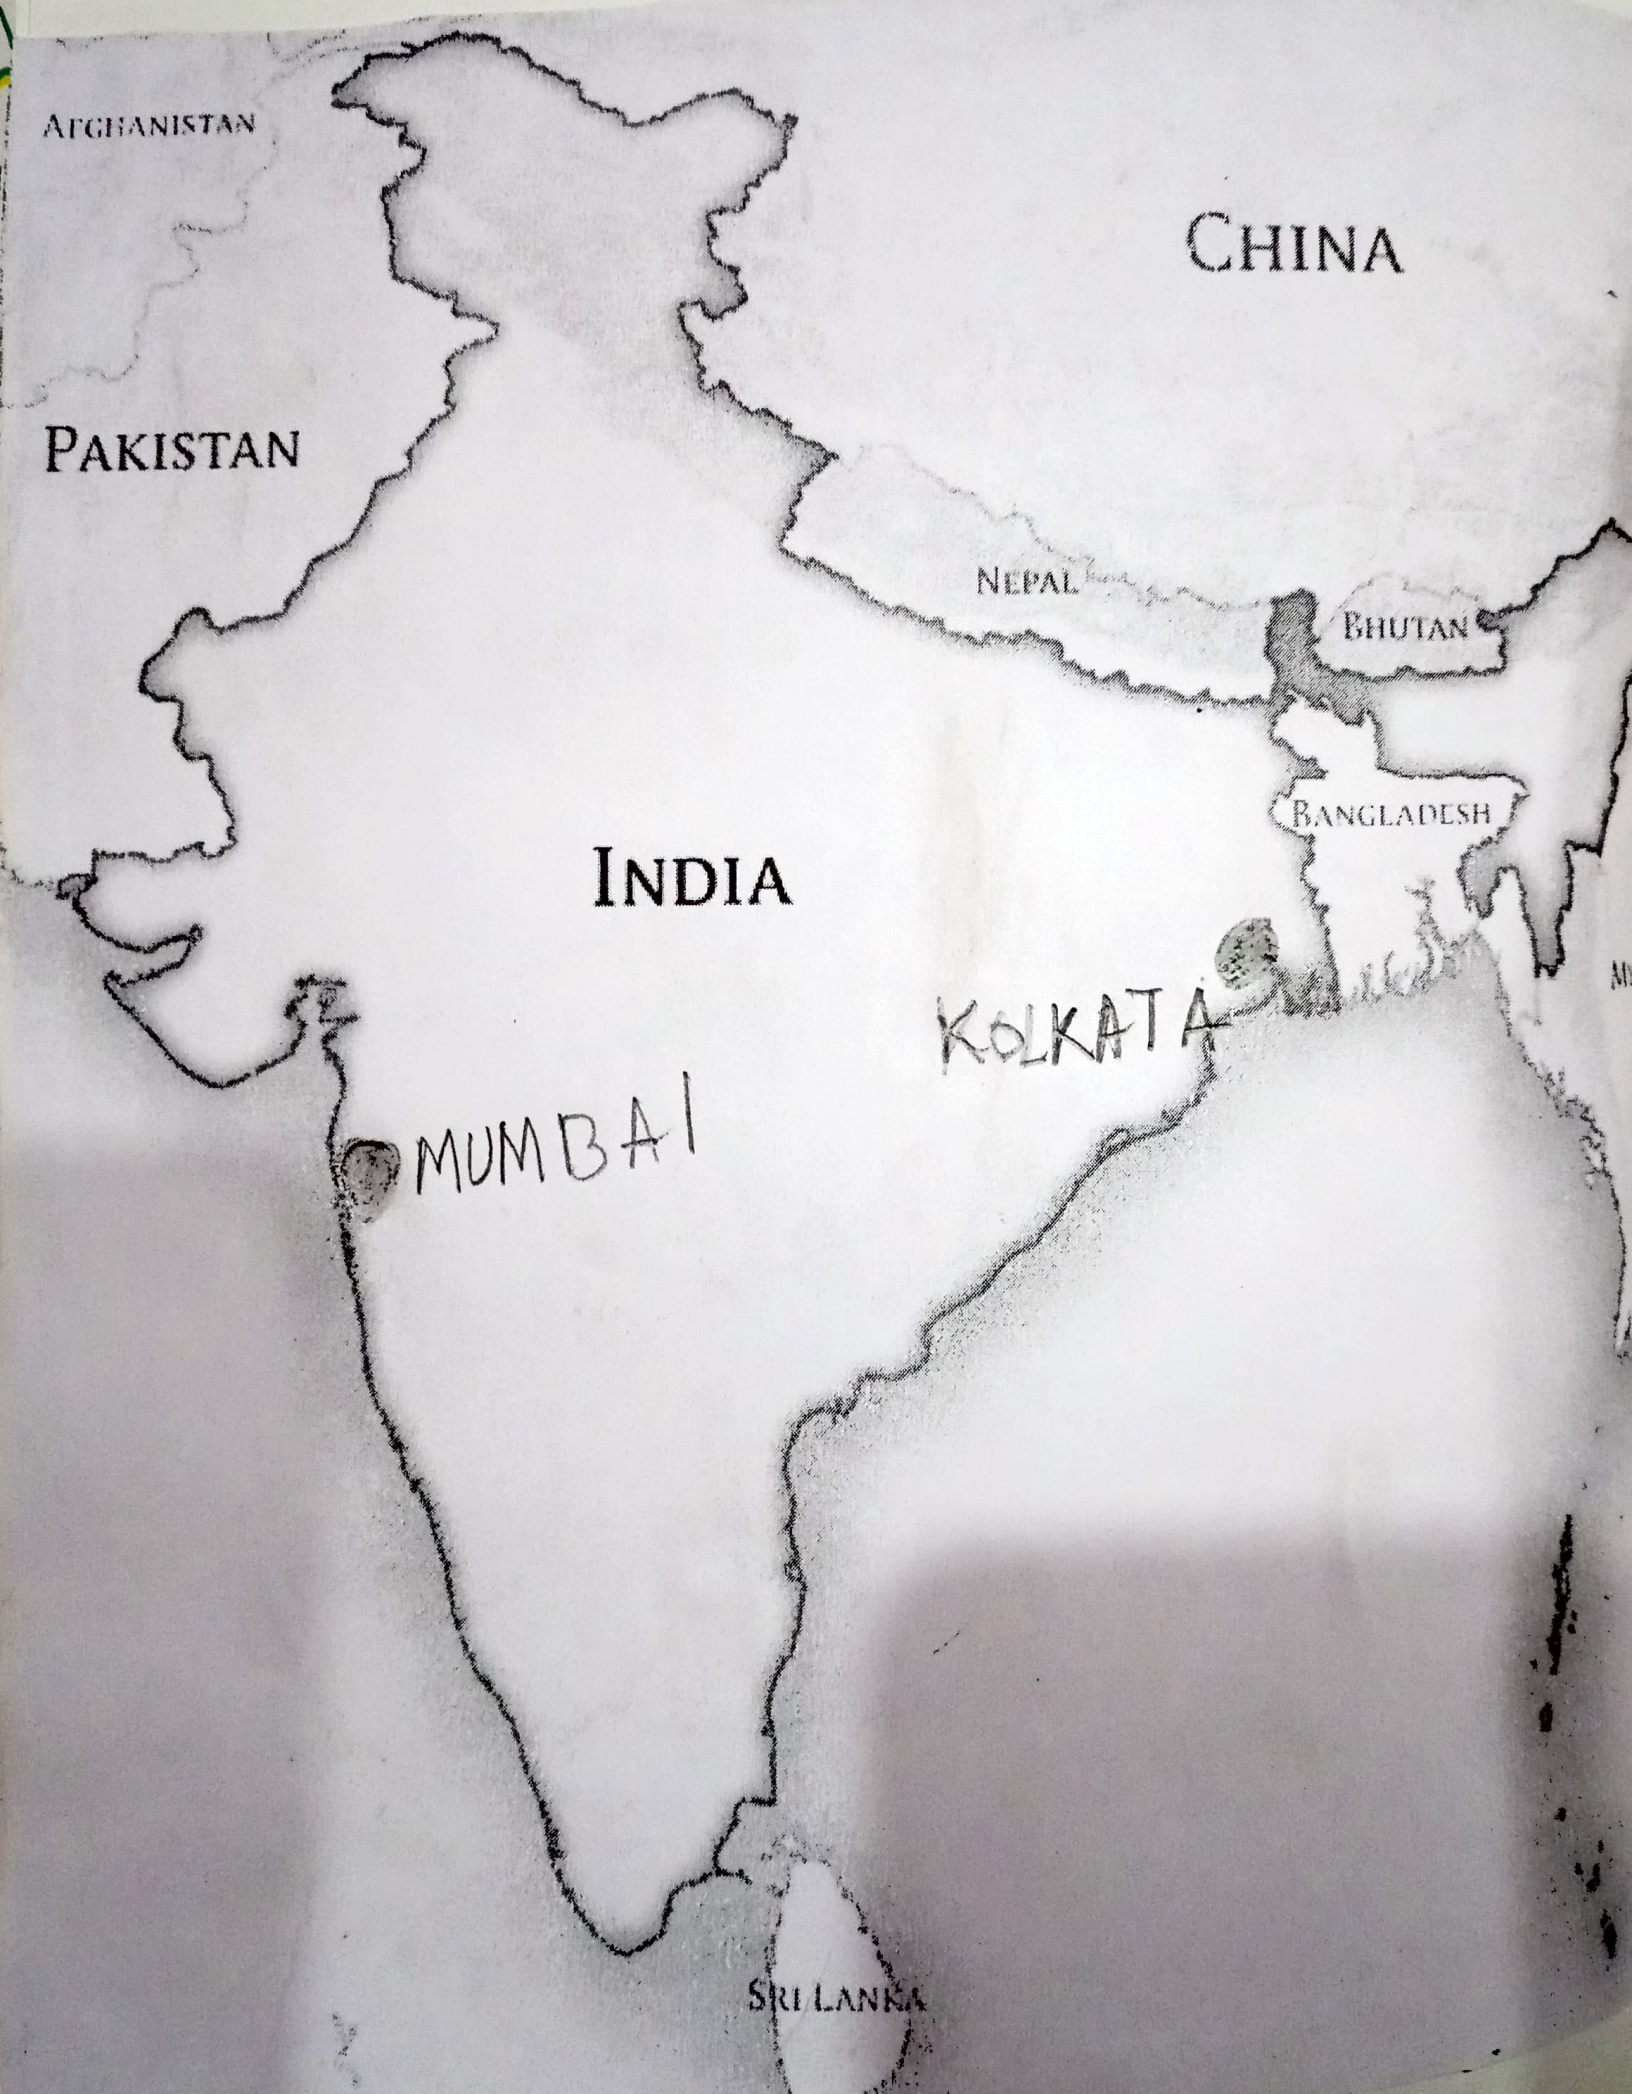 AFGHANISTAN
CHINA
PAKISTAN
NEPAL
BHUTAN
BANGLADESH
INDIA
KOLKATA
MUMBAI
SRI LANKA